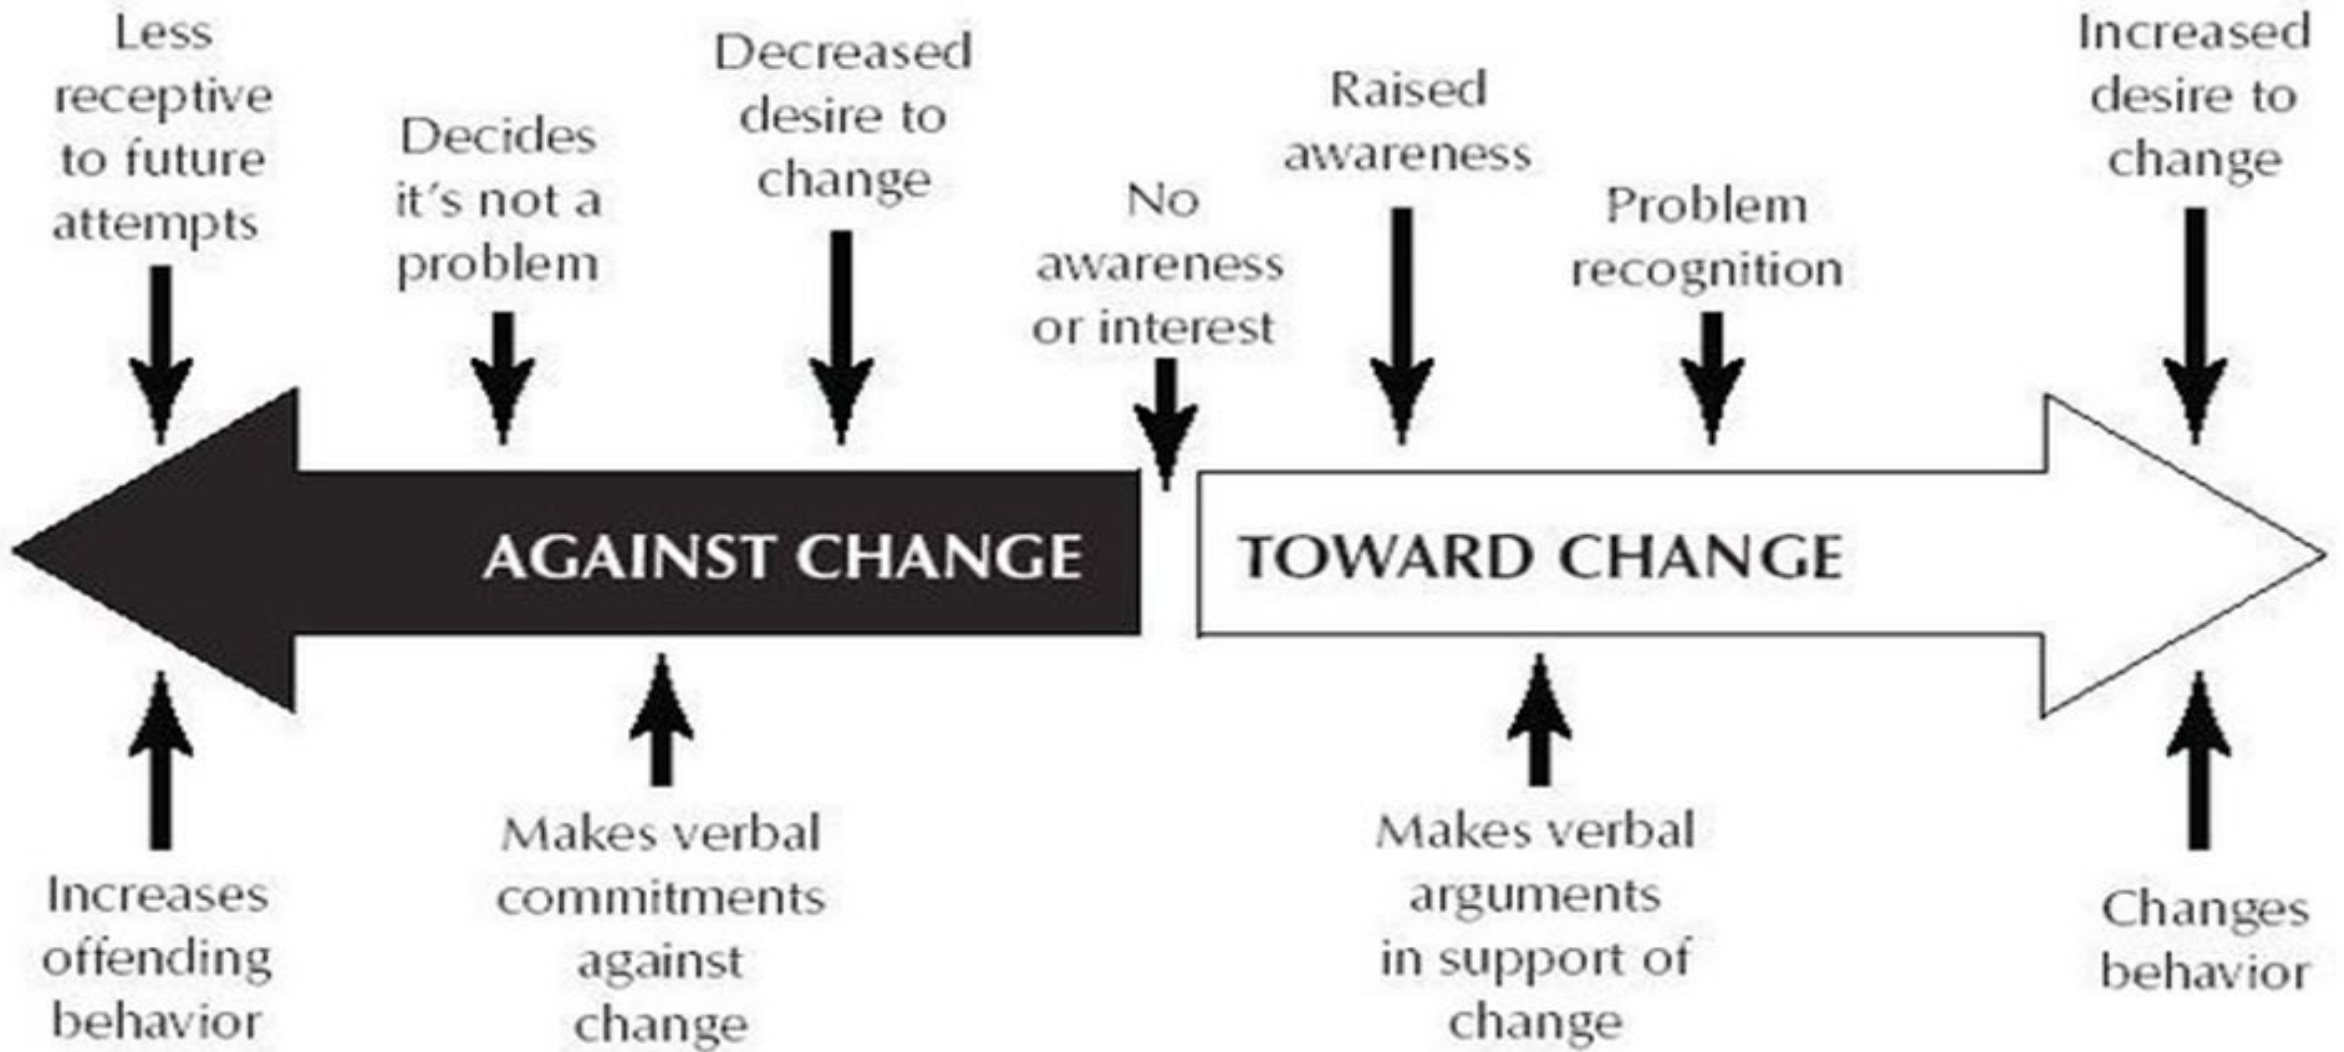 Less
receptive
to future
attempts
Decides
it's not a
problem
Decreased
desire to
change
No
awareness
or interest
Raised
awareness
Problem
recognition
Increased
desire to
change
AGAINST CHANGE
TOWARD CHANGE
Increases
offending
behavior
Makes verbal
commitments
against
change
Makes verbal
arguments
in support of
change
Changes
behavior